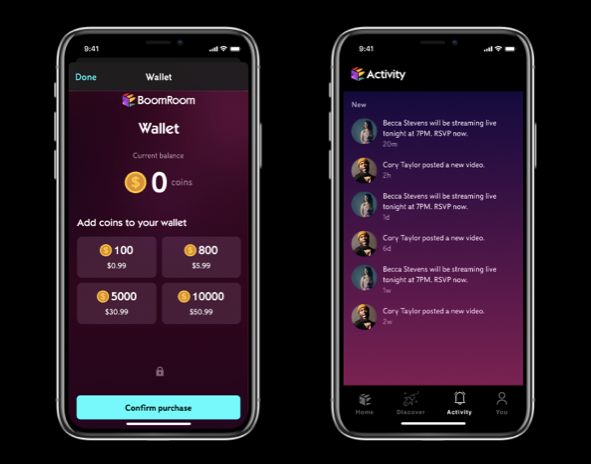 9:41
Done
Wallet
BoomRoom
Wallet
Current balance
0 coins
Add coins to your wallet
100
$0.99
800
$5.99
5000
$30.99
10000
$50.99
Confirm purchase
9:41
Activity
New
Becca Stevens will be streaming live
tonight at 7PM. RSVP now.
20m
Cory Taylor posted a new video.
2h
Becca Stevens will be streaming live
tonight at 7PM. RSVP now.
1d
Cory Taylor posted a new video.
6d
Becca Stevens will be streaming live
tonight at 7PM. RSVP now.
1w
Cory Taylor posted a new video.
2w
Home
Discover
Activity
You